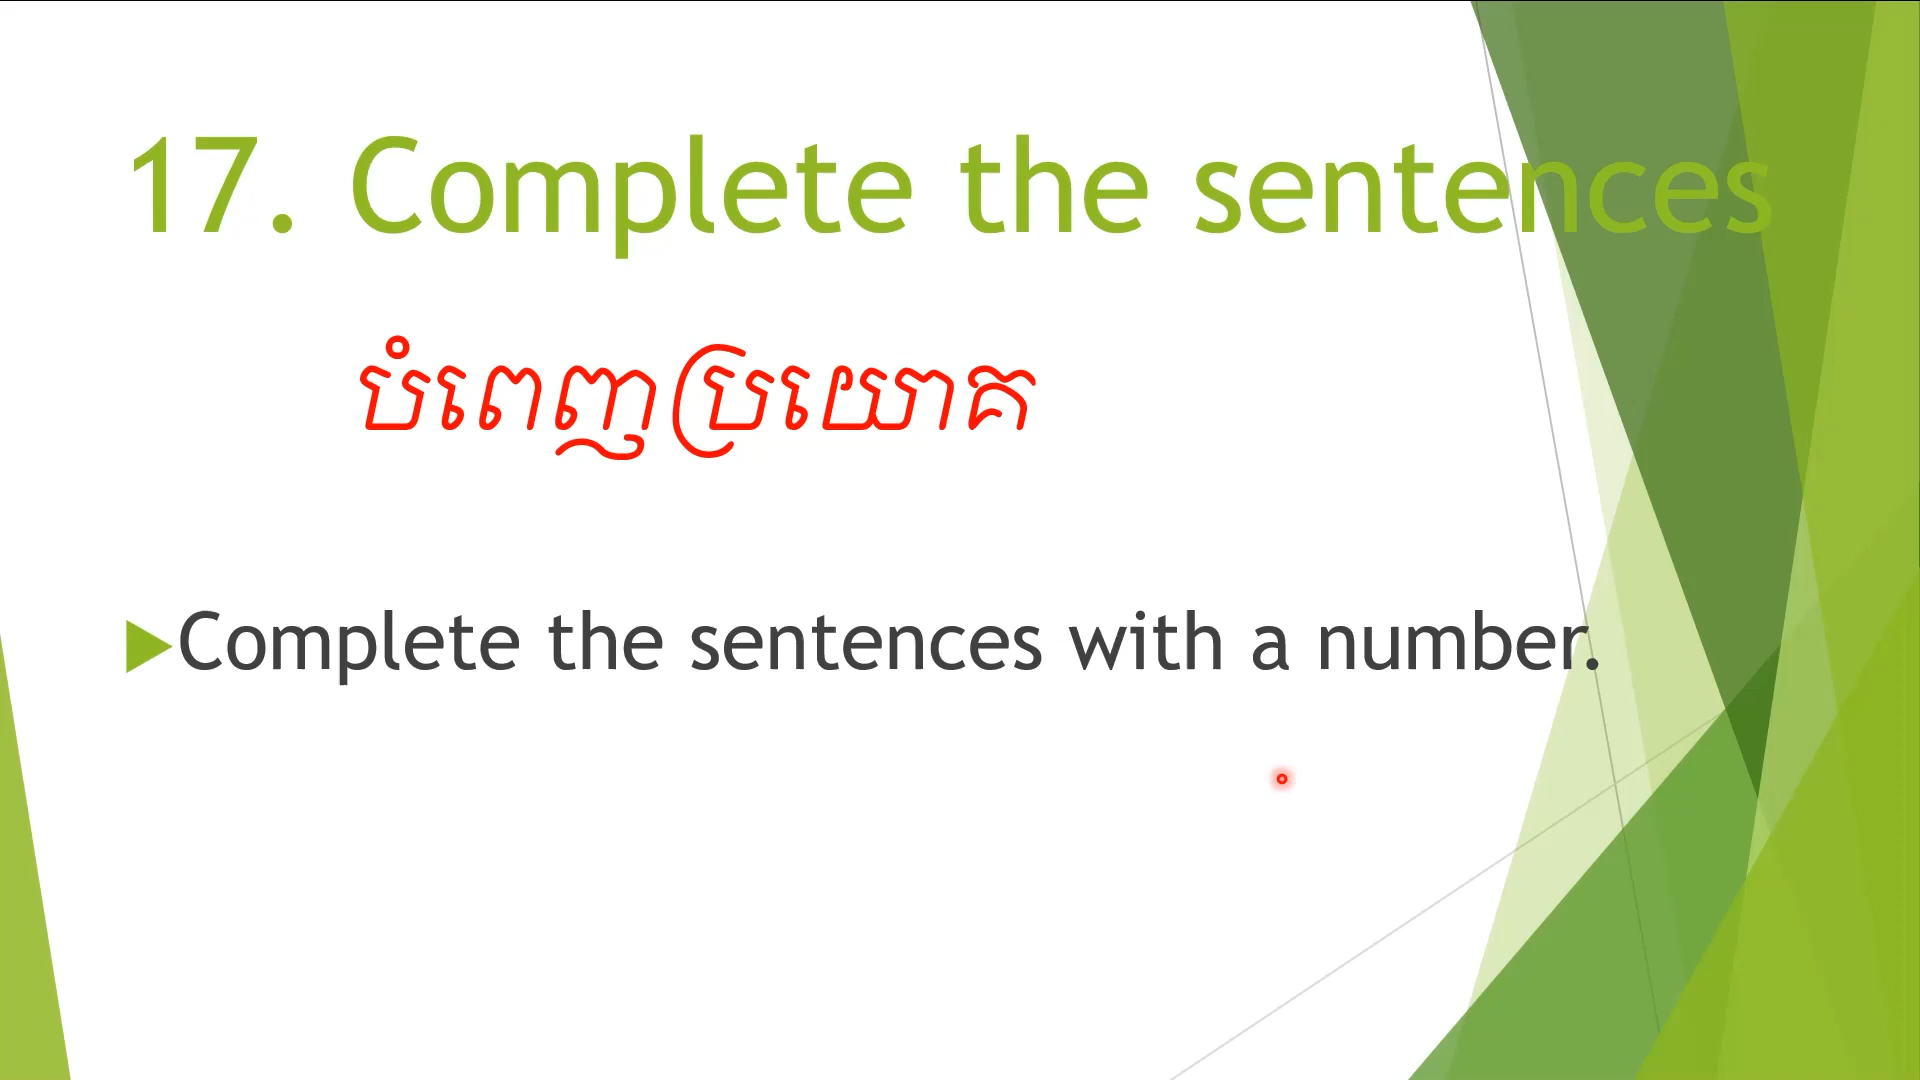 17. Complete the sentences
បំពេញប្រយោគ
Complete the sentences with a number.